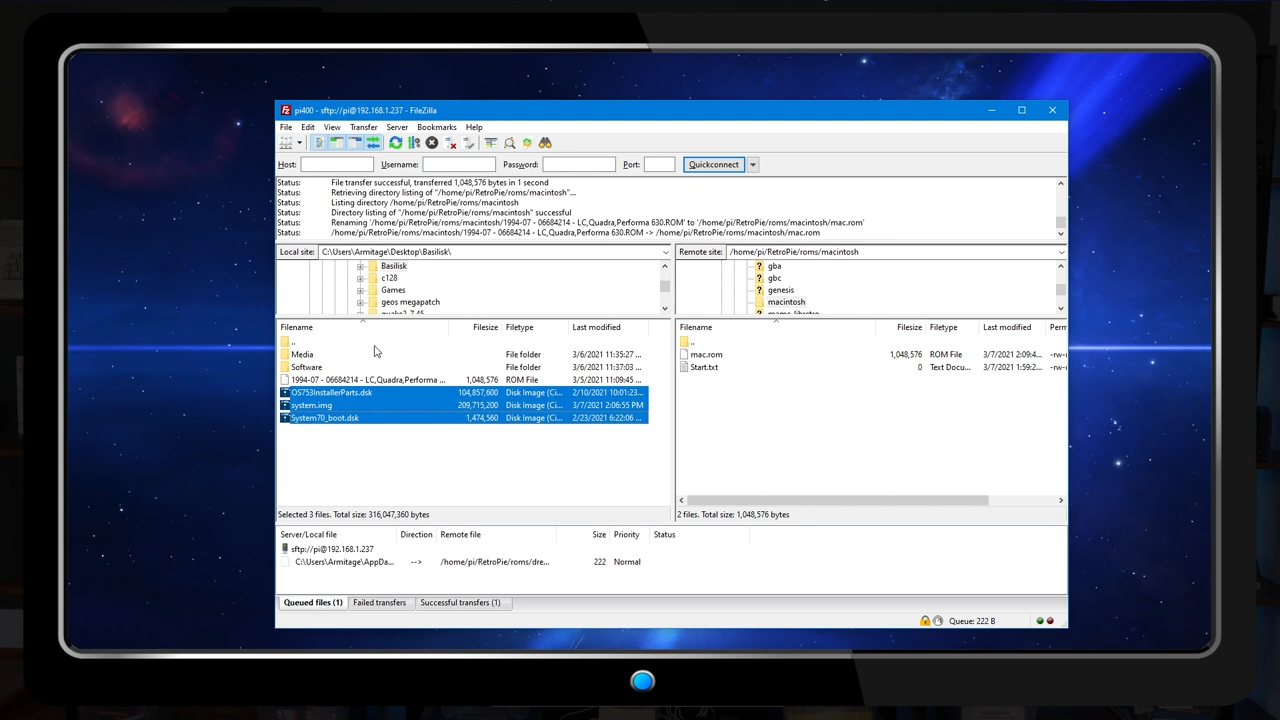 pi400 - sftp://pi@192.168.1.237 - FileZilla
File Edit View Transfer Server Bookmarks Help
Host: Username: Password: Port: Quickconnect
Status: File transfer successful, transferred 1,048,576 bytes in 1 second
Status: Retrieving directory listing of "/home/pi/RetroPie/roms/macintosh"...
Status: Listing directory /home/pi/RetroPie/roms/macintosh
Status: Directory listing of "/home/pi/RetroPie/roms/macintosh" successful
Status: Renaming '/home/pi/RetroPie/roms/macintosh/1994-07 - 06684214 - LC,Quadra,Performa 630.ROM' to '/home/pi/RetroPie/roms/macintosh/mac.rom'
Status: /home/pi/RetroPie/roms/macintosh/1994-07 - 06684214 - LC,Quadra,Performa 630.ROM -> /home/pi/RetroPie/roms/macintosh/mac.rom
Local site: C:\Users\Armitage\Desktop\Basilisk\
Basilisk
c128
Games
geos megapatch
Filename Filesize Filetype Last modified
..
Media File folder 3/6/2021 11:35:27 ...
Software File folder 3/6/2021 11:37:03 ...
1994-07 - 06684214 - LC,Quadra,Performa ... 1,048,576 ROM File 3/5/2021 11:09:45 ...
OS753InstallerParts.dsk 104,857,600 Disk Image (Ci... 2/10/2021 10:01:23...
system.img 209,715,200 Disk Image (Ci... 3/7/2021 2:06:55 PM
System70_boot.dsk 1,474,560 Disk Image (Ci... 2/23/2021 6:22:06 ...
Selected 3 files. Total size: 316,047,360 bytes
Remote site: /home/pi/RetroPie/roms/macintosh
gba
gbc
genesis
macintosh
Filename Filesize Filetype Last modified Perm
..
mac.rom 1,048,576 ROM File 3/7/2021 2:09:4... -rw-r
Start.txt 0 Text Docu... 3/7/2021 1:59:2... -rw-r
2 files. Total size: 1,048,576 bytes
Server/Local file Direction Remote file Size Priority Status
sftp://pi@192.168.1.237
C:\Users\Armitage\AppDa... --> /home/pi/RetroPie/roms/dre... 222 Normal
Queued files (1) Failed transfers Successful transfers (1)
Queue: 222 B